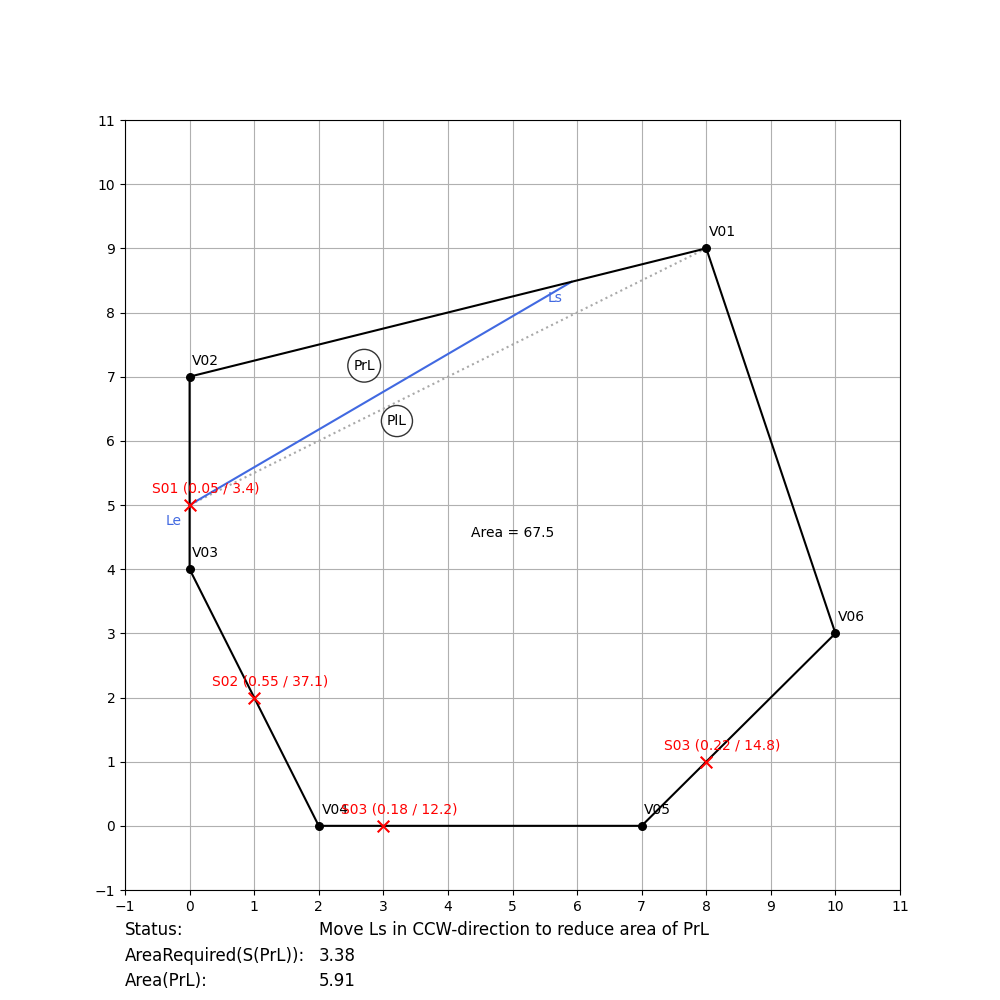 11
10
9
8
7
6
5
4
3
2
1
0
−1
V01
Ls
V02
PrL
PlL
S01 (0.05 / 3.4)
Le
Area = 67.5
V03
V06
S02 (0.55 / 37.1)
S03 (0.22 / 14.8)
V04
S03 (0.18 / 12.2)
V05
−1 0 1 2 3 4 5 6 7 8 9 10 11
Status: Move Ls in CCW-direction to reduce area of PrL
AreaRequired(S(PrL)): 3.38
Area(PrL): 5.91